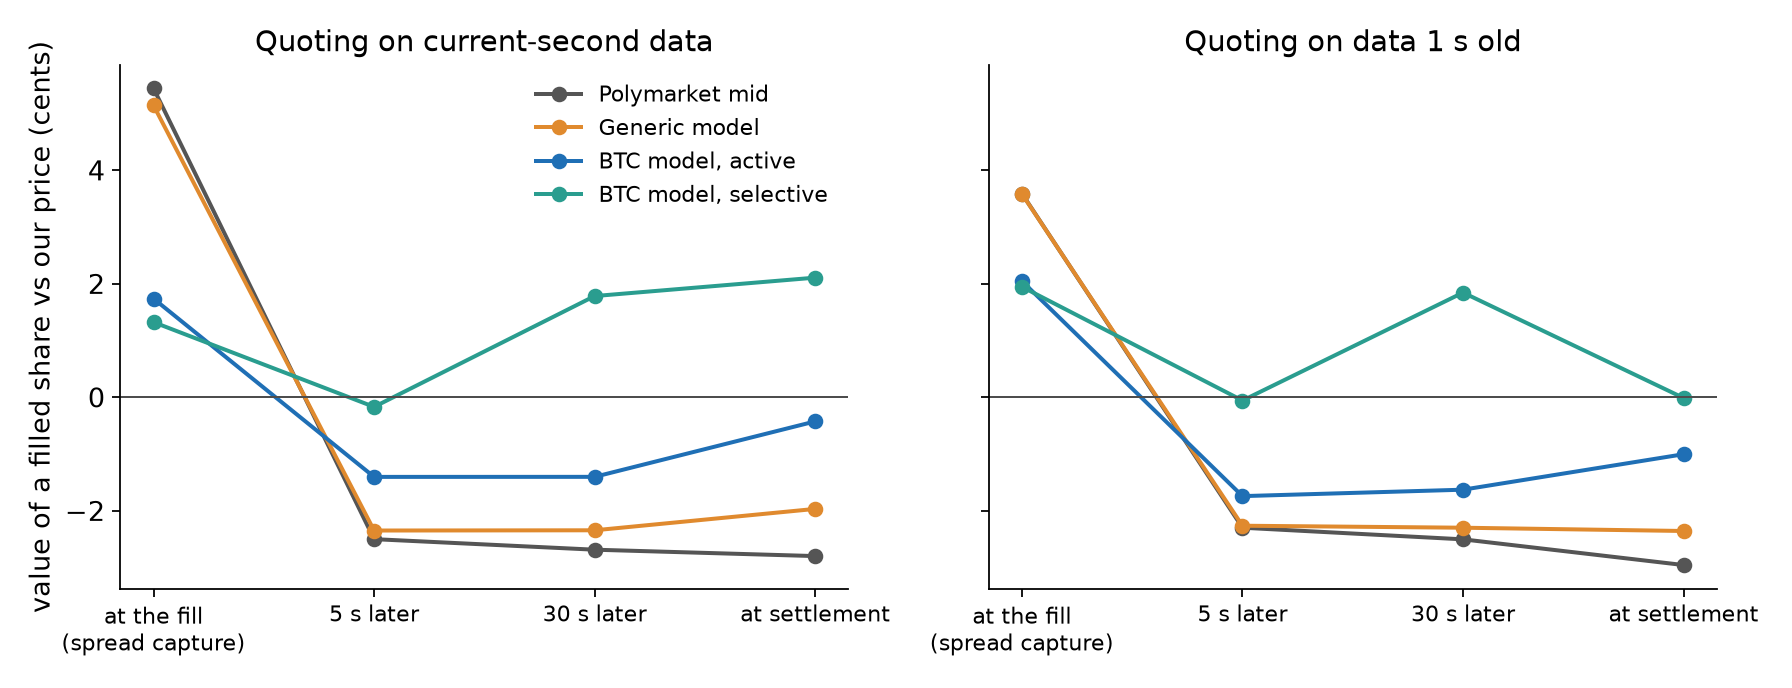 Quoting on current-second data
value of a filled share vs our price (cents)
4
2
0
−2
Polymarket mid
Generic model
BTC model, active
BTC model, selective
at the fill
(spread capture)
5 s later
30 s later
at settlement
Quoting on data 1 s old
at the fill
(spread capture)
5 s later
30 s later
at settlement